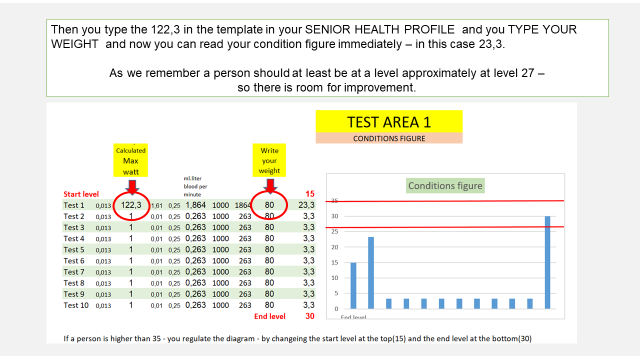 Then you type the 122,3 in the template in your SENIOR HEALTH PROFILE and you TYPE YOUR
WEIGHT and now you can read your condition figure immediately – in this case 23,3.
As we remember a person should at least be at a level approximately at level 27 –
so there is room for improvement.
TEST AREA 1
CONDITIONS FIGURE
Calculated
Max
watt
Write
your
weight
ml.liter
blood per
minute
Start level 15
Test 1 0,013 122,3 1,61 0,25 1,864 1000 1864 80 23,3
Test 2 0,013 1 0,01 0,25 0,263 1000 263 80 3,3
Test 3 0,013 1 0,01 0,25 0,263 1000 263 80 3,3
Test 4 0,013 1 0,01 0,25 0,263 1000 263 80 3,3
Test 5 0,013 1 0,01 0,25 0,263 1000 263 80 3,3
Test 6 0,013 1 0,01 0,25 0,263 1000 263 80 3,3
Test 7 0,013 1 0,01 0,25 0,263 1000 263 80 3,3
Test 8 0,013 1 0,01 0,25 0,263 1000 263 80 3,3
Test 9 0,013 1 0,01 0,25 0,263 1000 263 80 3,3
Test 10 0,013 1 0,01 0,25 0,263 1000 263 80 3,3
End level 30
Conditions figure
35
30
25
20
15
10
5
End level
If a person is higher than 35 - you regulate the diagram - by changeing the start level at the top(15) and the end level at the bottom(30)